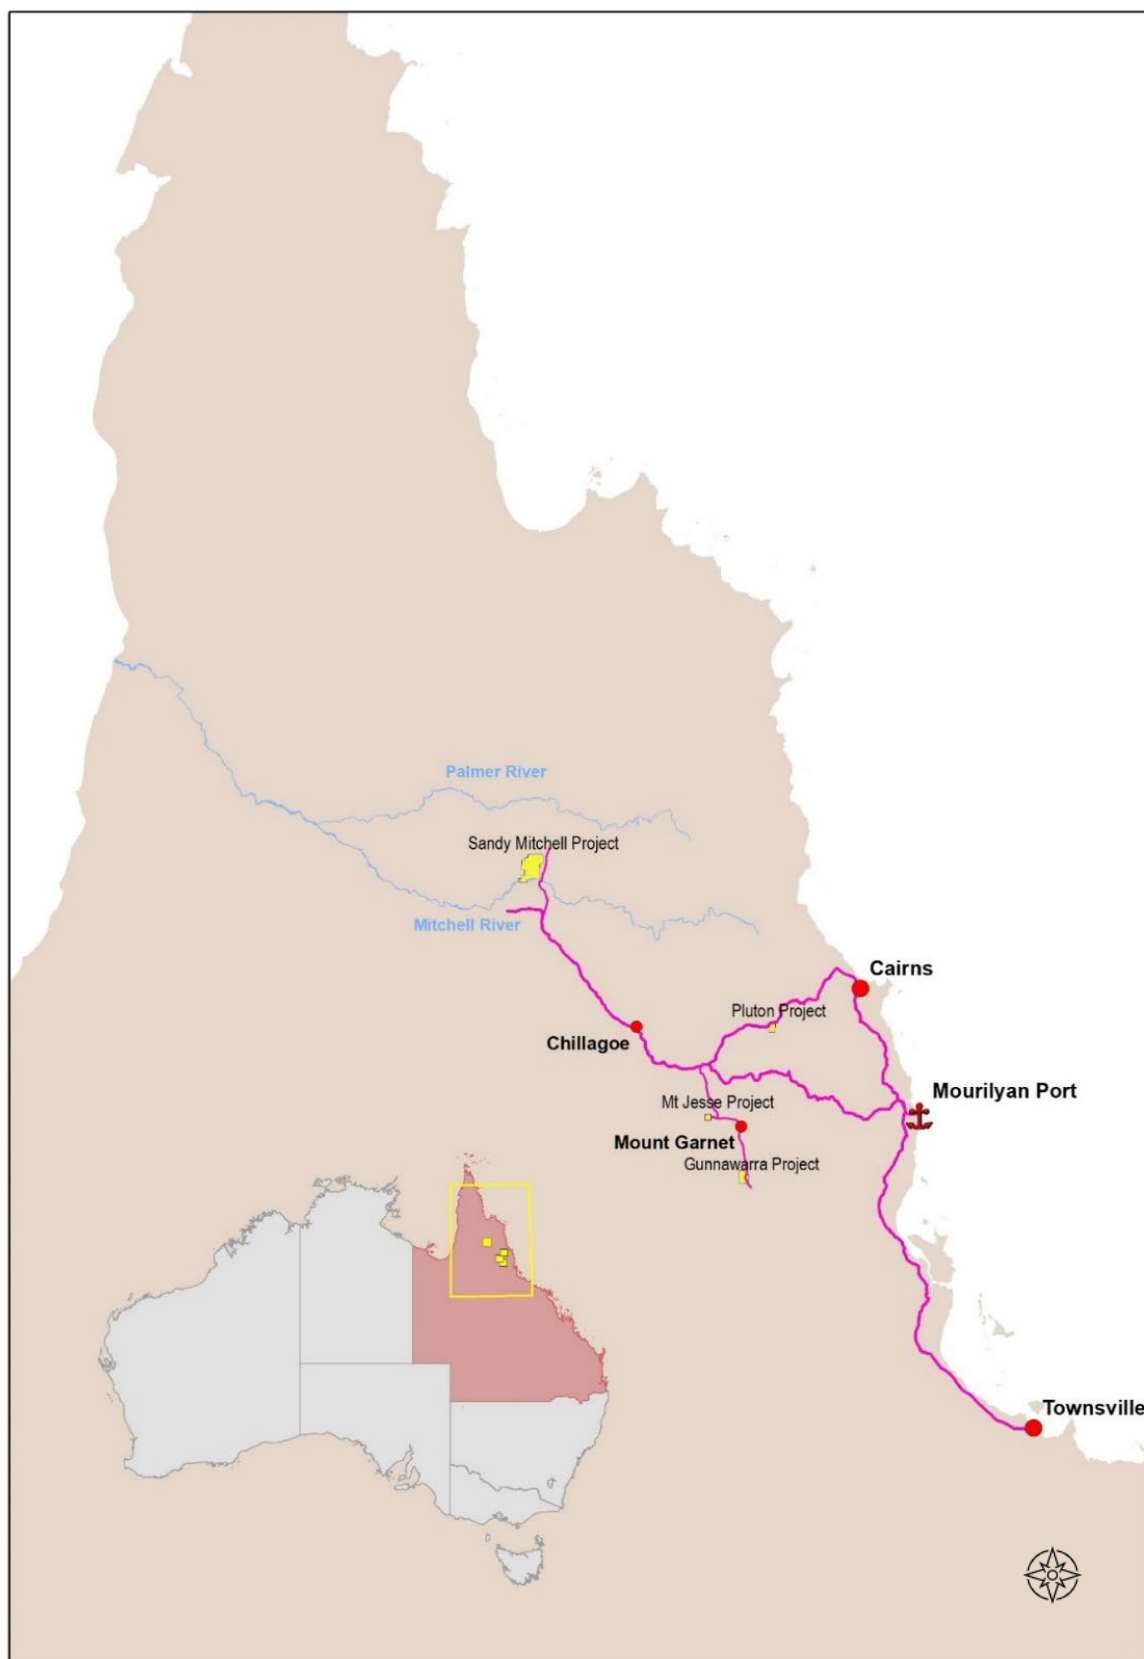 Palmer River
Sandy Mitchell Project
Mitchell River
Cairns
Pluton Project
Chillagoe
Mourilyan Port
Mt Jesse Project
Mount Garnet
Gunnawarra Project
Townsville